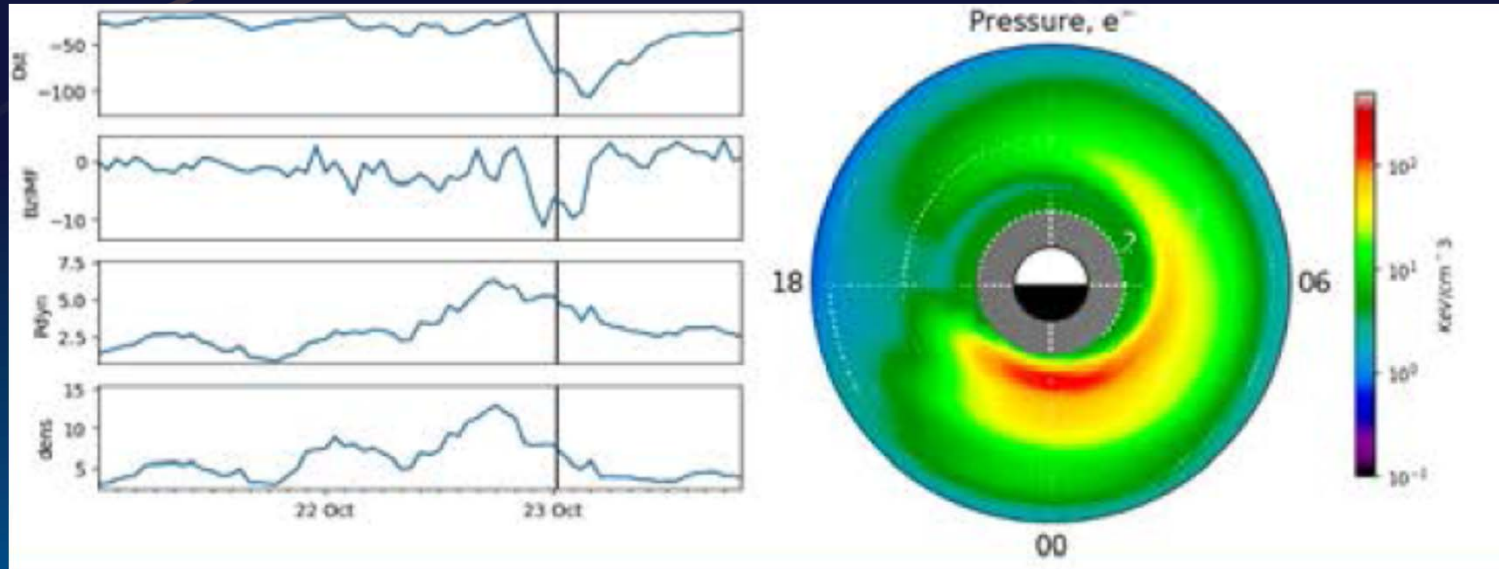 Dst
−50
−100
BzIMF
0
−10
Pdyn
7.5
5.0
2.5
dens
15
10
5
22 Oct
23 Oct
Pressure, e⁻
18
06
00
10²
10¹
10⁰
10⁻¹
KeV/cm^3